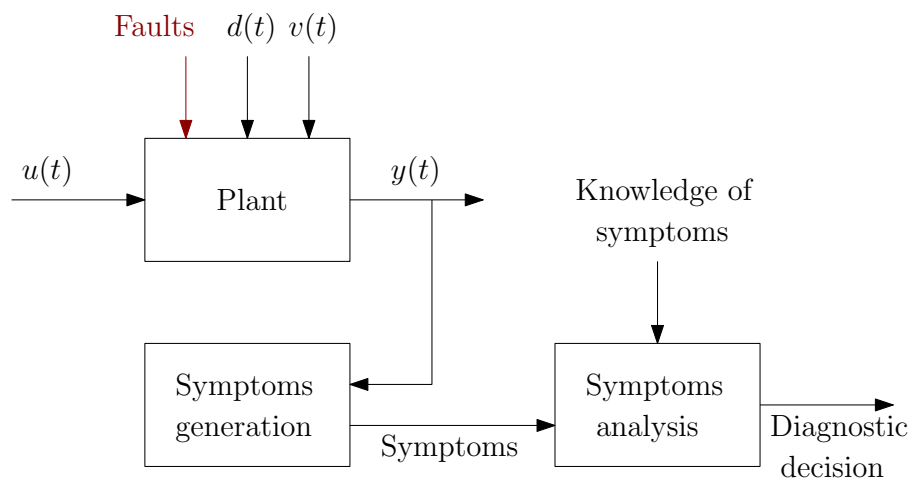 Faults
d(t)
v(t)
u(t)
Plant
y(t)
Knowledge of
symptoms
Symptoms
generation
Symptoms
Symptoms
analysis
Diagnostic
decision